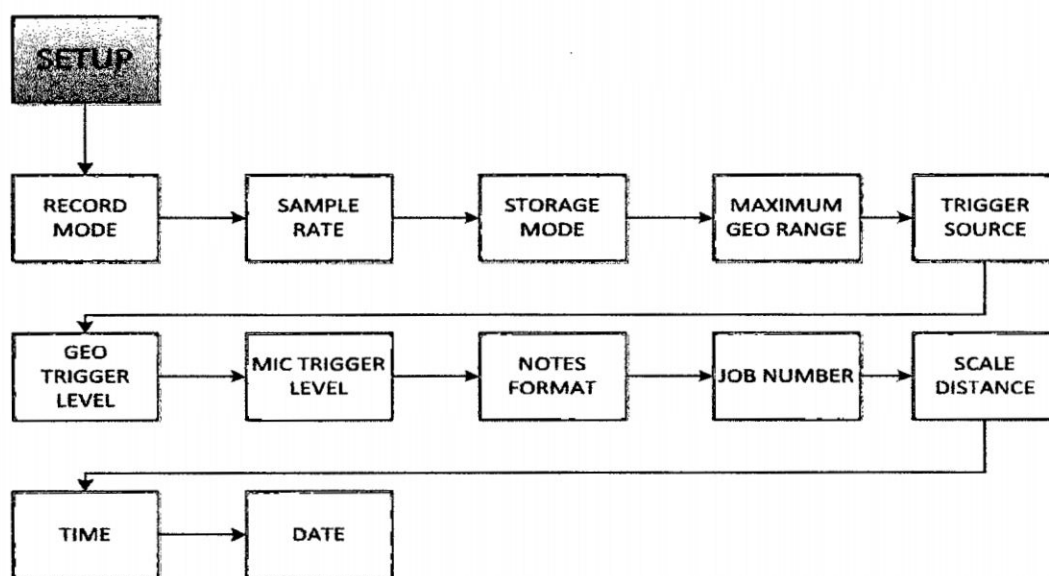 SETUP
RECORD
MODE
SAMPLE
RATE
STORAGE
MODE
MAXIMUM
GEO RANGE
TRIGGER
SOURCE
GEO
TRIGGER
LEVEL
MIC TRIGGER
LEVEL
NOTES
FORMAT
JOB NUMBER
SCALE
DISTANCE
TIME
DATE